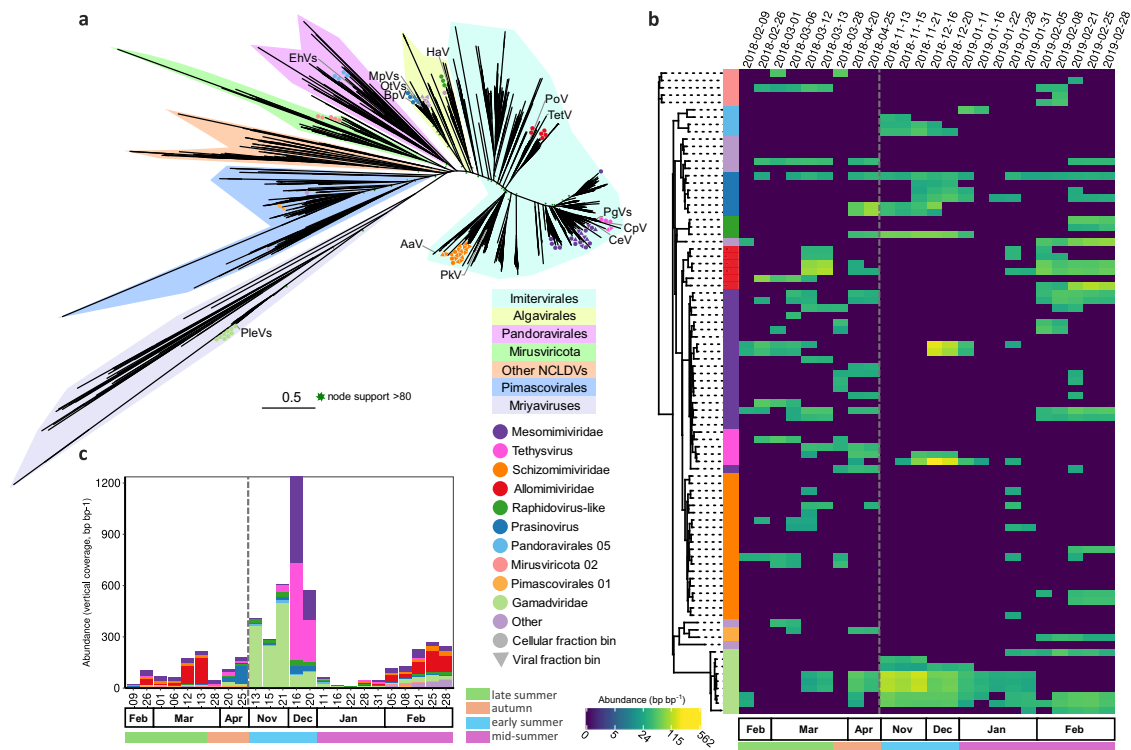 a
EhVs
MpVs
OtVs
BpV
HaV
PoV
TetV
PgVs
CpV
CeV
AaV
PkV
PleVs
0.5
node support >80
Imitervirales
Algavirales
Pandoravirales
Mirusviricota
Other NCLDVs
Pimascovirales
Mriyaviruses
Mesomimiviridae
Tethysvirus
Schizomimiviridae
Allomimiviridae
Raphidovirus-like
Prasinovirus
Pandoravirales 05
Mirusviricota 02
Pimascovirales 01
Gamadviridae
Other
Cellular fraction bin
Viral fraction bin
late summer
autumn
early summer
mid-summer
b
2018-02-09
2018-02-26
2018-03-01
2018-03-06
2018-03-12
2018-03-13
2018-03-28
2018-04-20
2018-04-25
2018-11-13
2018-11-15
2018-11-21
2018-12-16
2018-12-20
2019-01-11
2019-01-16
2019-01-22
2019-01-28
2019-01-31
2019-02-05
2019-02-08
2019-02-21
2019-02-25
2019-02-28
Feb Mar Apr Nov Dec Jan Feb
Abundance (bp bp⁻¹)
0 5 24 115 562
c
Abundance (vertical coverage, bp bp-1)
1200
900
600
300
0
09 26 01 06 12 13 28 20 25 13 15 21 16 20 11 16 22 28 31 05 08 21 25 28
Feb Mar Apr Nov Dec Jan Feb